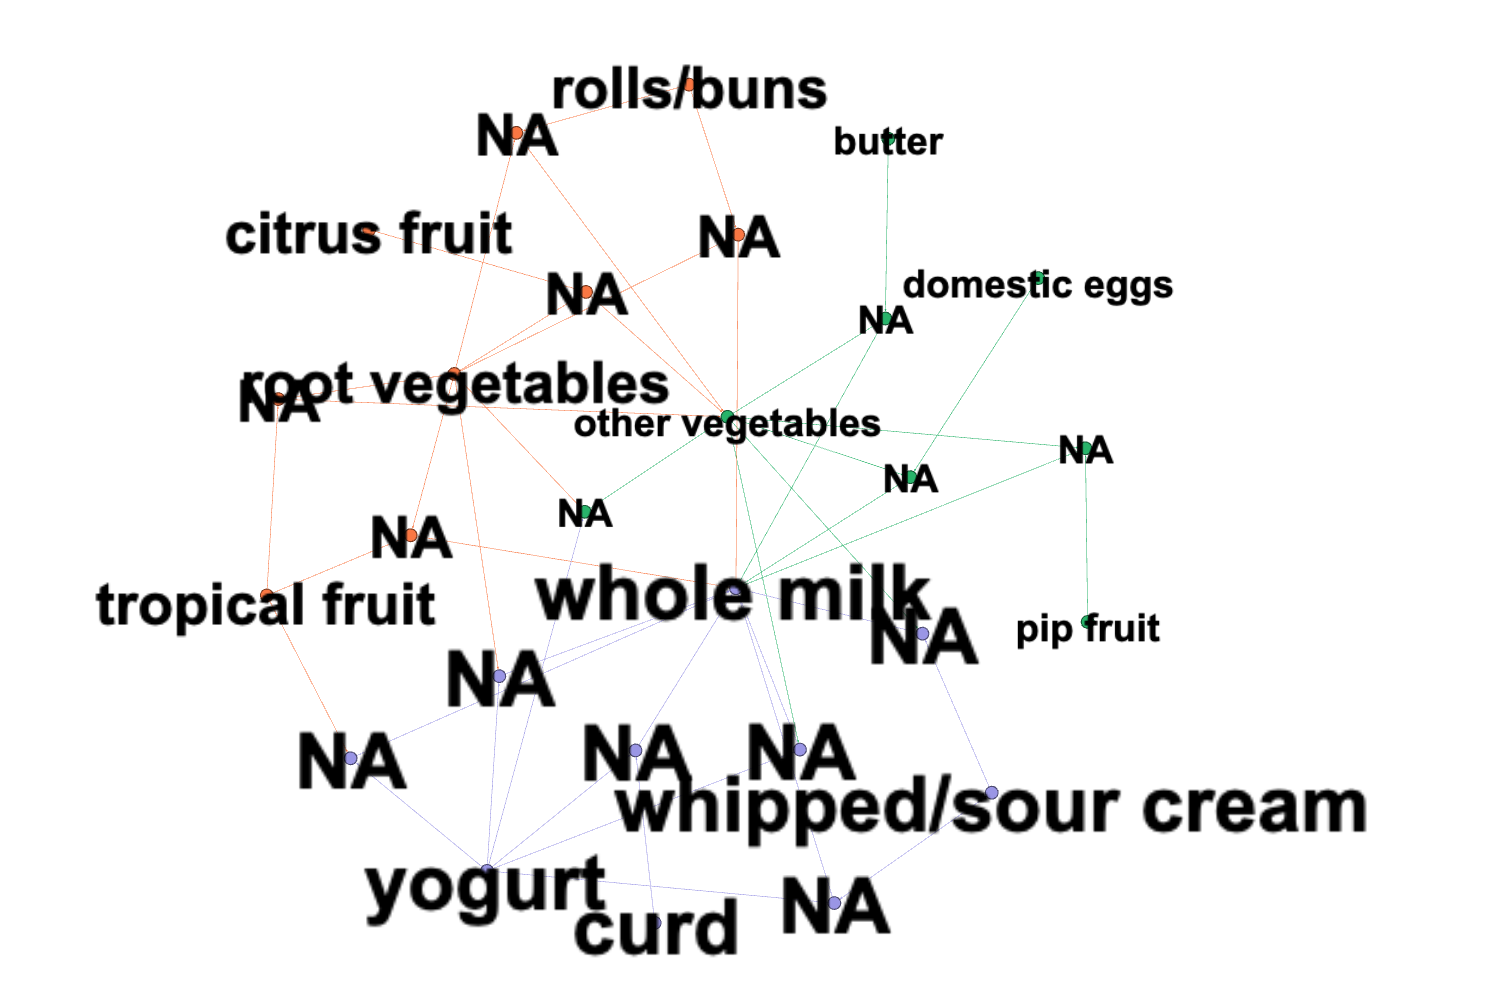 rolls/buns
NA
butter
citrus fruit
NA
domestic eggs
NA
NA
root vegetables
NA
other vegetables
NA
NA
NA
NA
whole milk
tropical fruit
NA
pip fruit
NA
NA
NA
NA
whipped/sour cream
yogurt
NA
curd